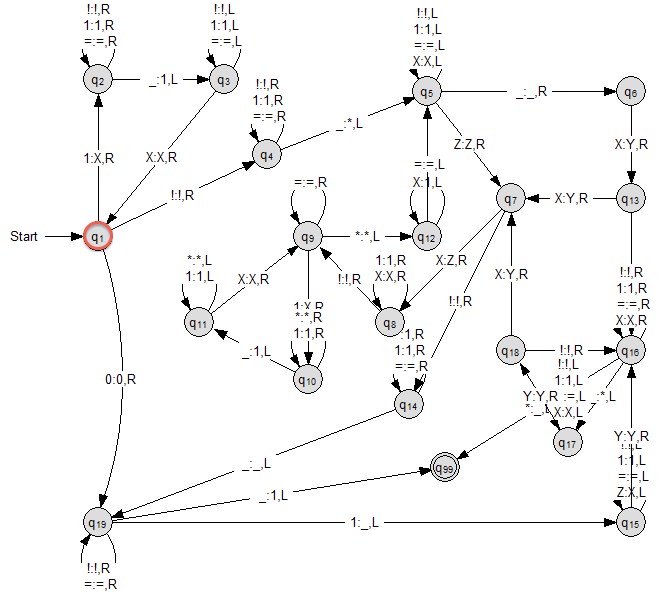 !:!,R
1:1,R
=:=,R
q2
_:1,L
!:!,L
1:1,L
=:=,L
q3
!:!,R
1:1,R
=:=,R
q4
_:*,L
!:!,L
1:1,L
=:=,L
X:X,L
q5
_:_,R
q6
1:X,R
X:X,R
!:!,R
Z:Z,R
X:Y,R
Start
q1
=:=,R
q9
*:*,L
=:=,L
X:1,L
q12
q7
X:Y,R
q13
*:*,L
1:1,L
q11
X:X,R
1:X,R
*:*,R
1:1,R
q10
_:1,L
!:!,R
1:1,R
X:X,R
q8
X:Z,R
!:!,R
X:Y,R
!:!,R
1:1,R
=:=,R
X:X,R
q16
q18
!:!,R
!:!,L
1:1,L
X:X,L
_:*,L
0:0,R
1:1,R
=:=,R
q14
Y:Y,R
q17
_:_,L
q99
Y:Y,R
1:1,L
=:=,L
Z:X,L
q15
_:1,L
q19
1:_,L
!:!,R
=:=,R